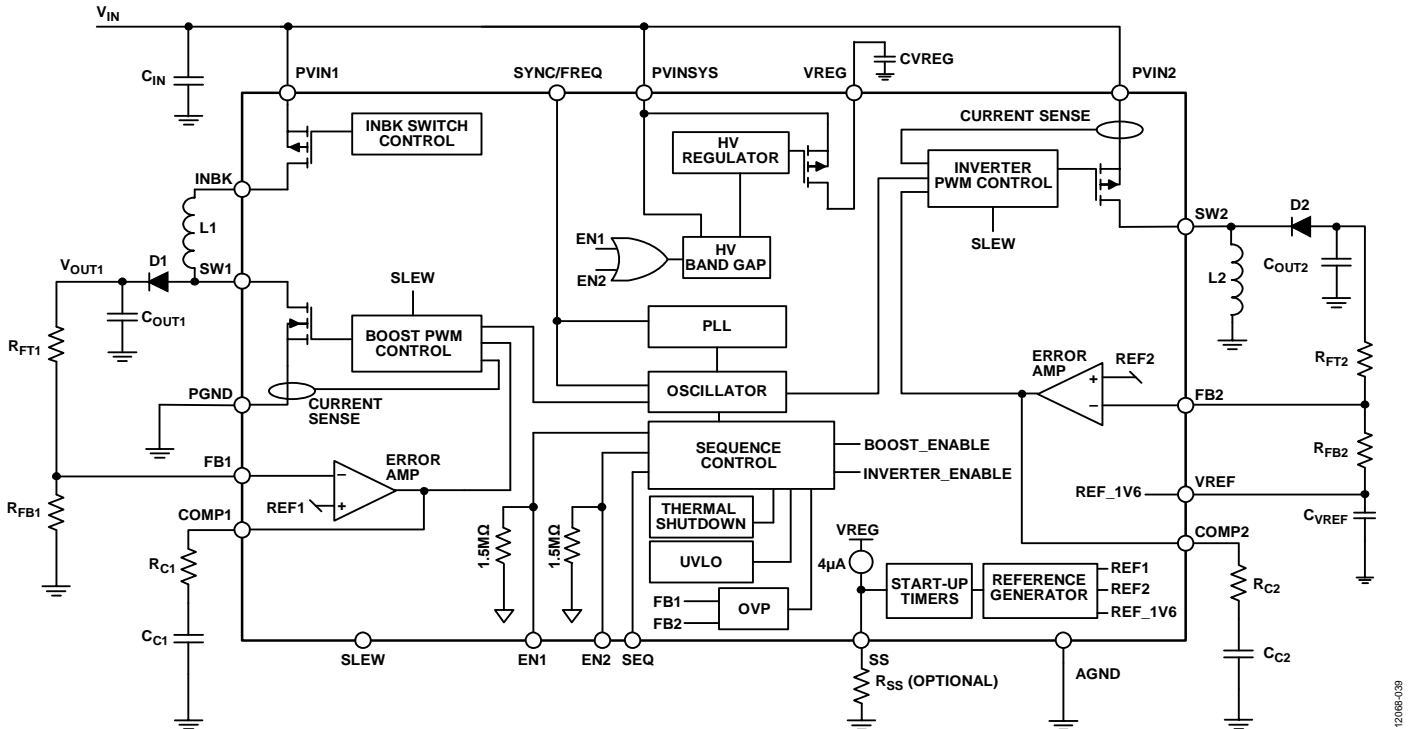 VIN
CIN
PVIN1
SYNC/FREQ
PVINSYS
VREG
CVREG
PVIN2
INBK SWITCH
CONTROL
CURRENT SENSE
HV
REGULATOR
INVERTER
PWM CONTROL
INBK
L1
SLEW
SW2
D2
EN1
EN2
HV
BAND GAP
VOUT1
D1
SW1
L2
COUT2
SLEW
COUT1
RFT1
BOOST PWM
CONTROL
PLL
ERROR
AMP
REF2
RFT2
PGND
CURRENT
SENSE
OSCILLATOR
+
−
FB2
SEQUENCE
CONTROL
BOOST_ENABLE
INVERTER_ENABLE
FB1
ERROR
AMP
−
+
REF1
RFB2
RFB1
REF_1V6
VREF
CVREF
COMP1
THERMAL
SHUTDOWN
COMP2
1.5MΩ
1.5MΩ
VREG
4µA
RC1
UVLO
START-UP
TIMERS
REFERENCE
GENERATOR
REF1
REF2
REF_1V6
RC2
FB1
FB2
OVP
CC1
SLEW
EN1
EN2
SEQ
SS
AGND
RSS (OPTIONAL)
CC2
12068-039